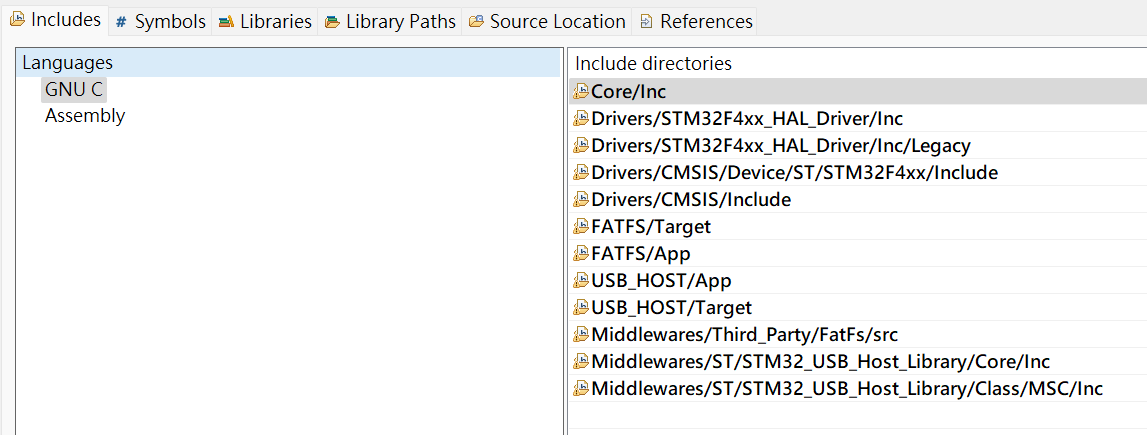 Includes # Symbols Libraries Library Paths Source Location References
Languages
GNU C
Assembly
Include directories
Core/Inc
Drivers/STM32F4xx_HAL_Driver/Inc
Drivers/STM32F4xx_HAL_Driver/Inc/Legacy
Drivers/CMSIS/Device/ST/STM32F4xx/Include
Drivers/CMSIS/Include
FATFS/Target
FATFS/App
USB_HOST/App
USB_HOST/Target
Middlewares/Third_Party/FatFs/src
Middlewares/ST/STM32_USB_Host_Library/Core/Inc
Middlewares/ST/STM32_USB_Host_Library/Class/MSC/Inc